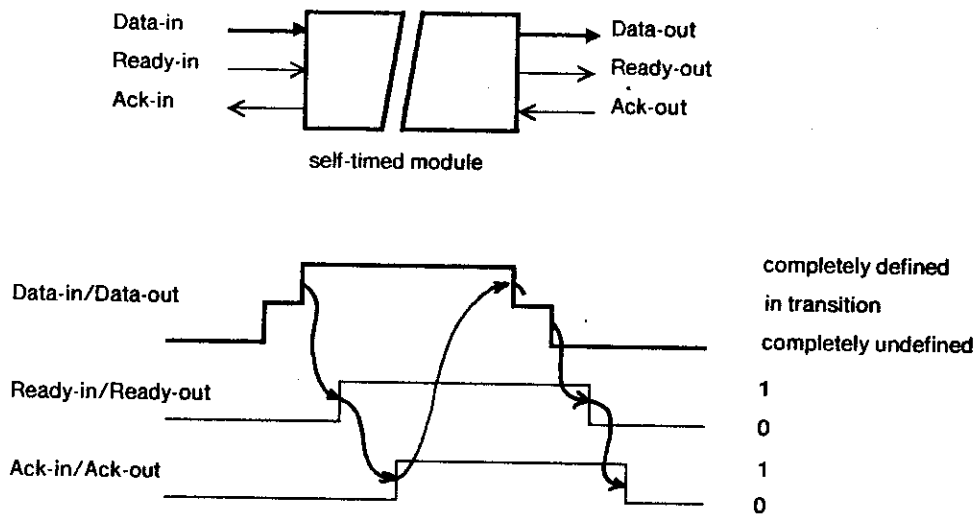 Data-in
Data-out
Ready-in
Ready-out
Ack-in
Ack-out
self-timed module
completely defined
Data-in/Data-out
in transition
completely undefined
Ready-in/Ready-out
1
0
Ack-in/Ack-out
1
0